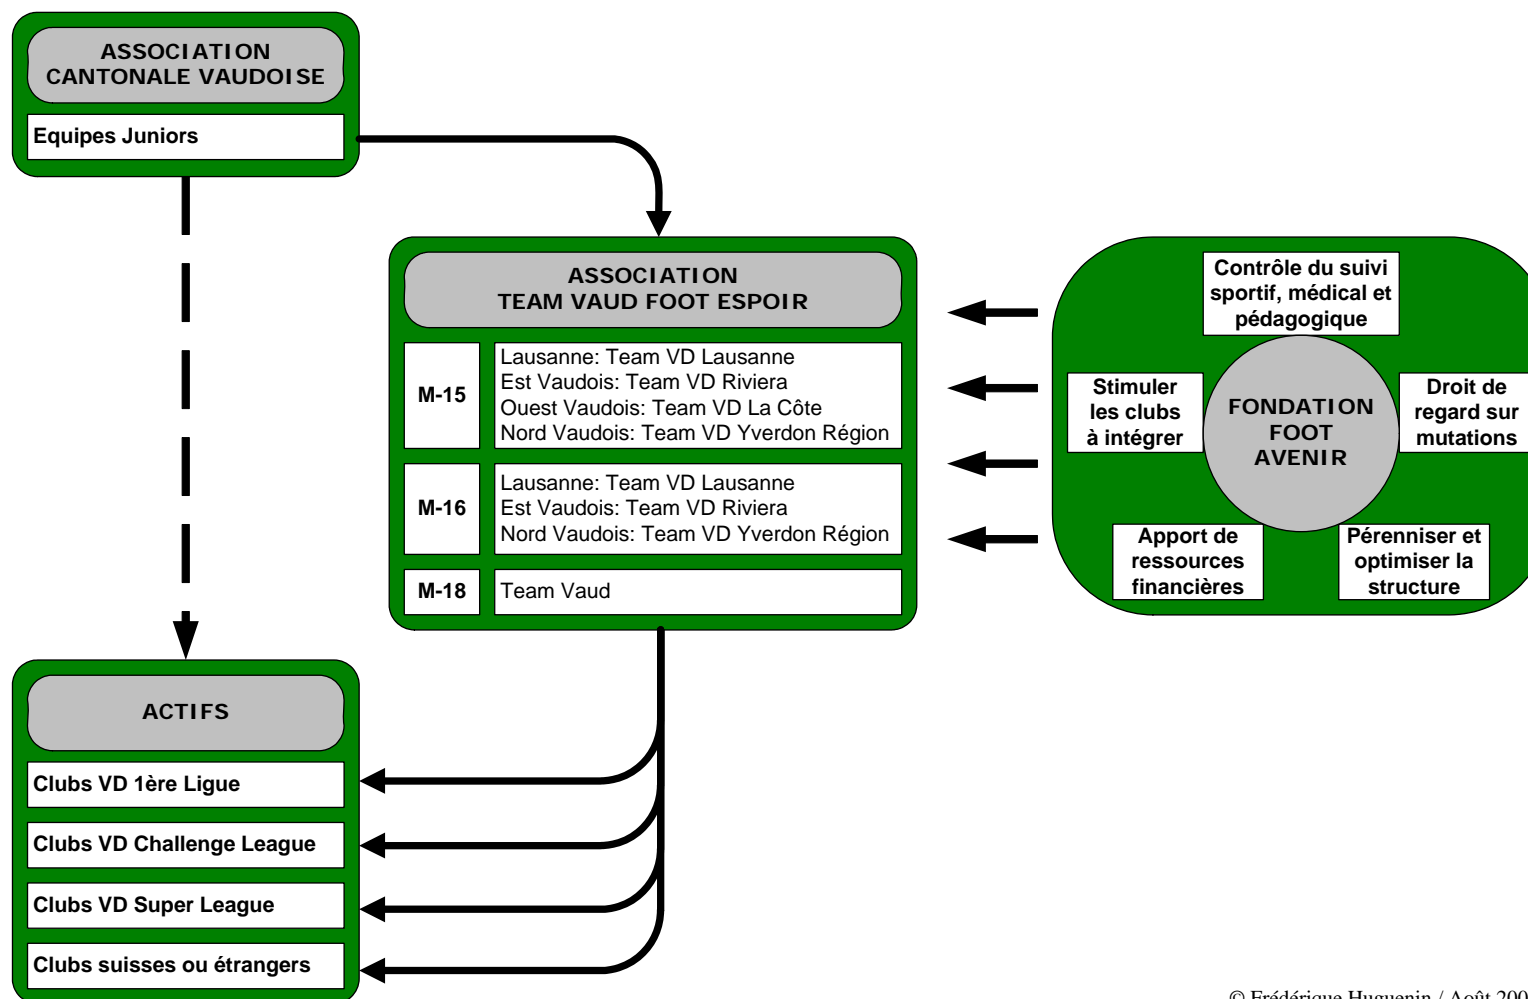 ASSOCIATION
CANTONALE VAUDOISE
Equipes Juniors
ASSOCIATION
TEAM VAUD FOOT ESPOIR
M-15
Lausanne: Team VD Lausanne
Est Vaudois: Team VD Riviera
Ouest Vaudois: Team VD La Côte
Nord Vaudois: Team VD Yverdon Région
M-16
Lausanne: Team VD Lausanne
Est Vaudois: Team VD Riviera
Nord Vaudois: Team VD Yverdon Région
M-18
Team Vaud
Contrôle du suivi
sportif, médical et
pédagogique
Stimuler
les clubs
à intégrer
FONDATION
FOOT
AVENIR
Droit de
regard sur
mutations
Apport de
ressources
financières
Pérenniser et
optimiser la
structure
ACTIFS
Clubs VD 1ère Ligue
Clubs VD Challenge League
Clubs VD Super League
Clubs suisses ou étrangers
© Frédérique Huguenin / Août 200